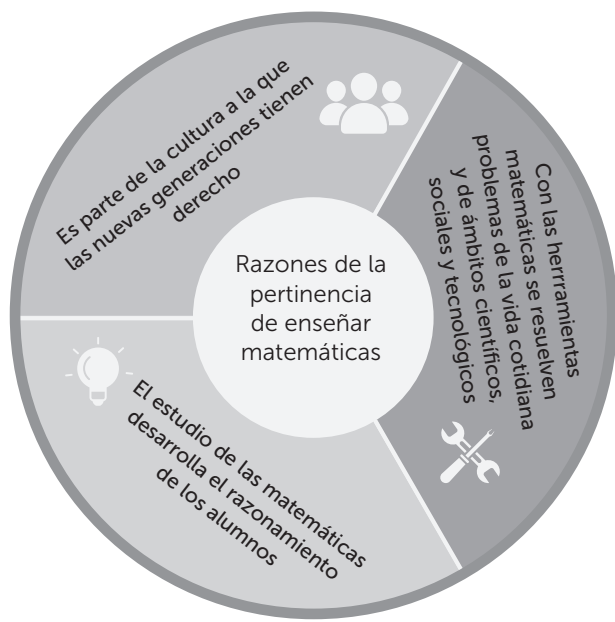 Razones de la
pertinencia
de enseñar
matemáticas
Es parte de la cultura a la que
las nuevas generaciones tienen
derecho
Con las herrramientas
matemáticas se resuelven
problemas de la vida cotidiana
y de ámbitos científicos,
sociales y tecnológicos
El estudio de las matemáticas
desarrolla el razonamiento
de los alumnos